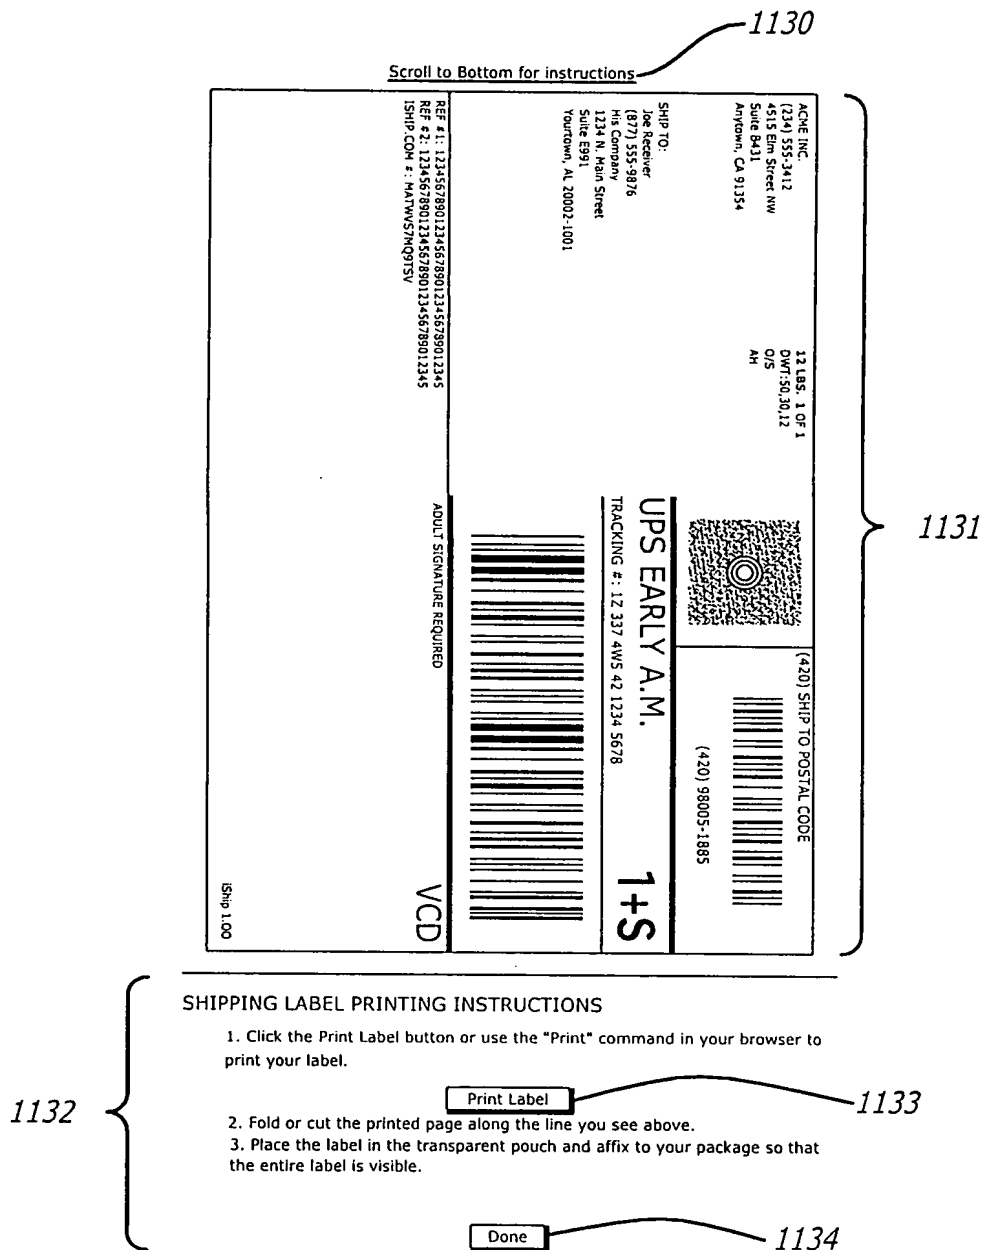 1130
Scroll to Bottom for instructions
ACME INC.
(234) 555-3412
4515 Elm Street NW
Suite B431
Anytown, CA 91354
12 LBS. 1 OF 1
DWT:50,30,12
O/S
AH
SHIP TO:
Joe Receiver
(877) 555-9876
His Company
1234 N. Main Street
Suite E991
Yourtown, AL 20002-1001
(420) SHIP TO POSTAL CODE
(420) 98005-1885
UPS EARLY A.M.
TRACKING #: 1Z 337 4W5 42 1234 5678
1+S
REF #1: 12345678901234567890123456789012345
REF #2: 12345678901234567890123456789012345
ISHIP.COM #: MATWVS7MQ9TSV
ADULT SIGNATURE REQUIRED
VCD
iShip 1.00
1131
SHIPPING LABEL PRINTING INSTRUCTIONS
1. Click the Print Label button or use the "Print" command in your browser to
print your label.
Print Label
1133
1132
2. Fold or cut the printed page along the line you see above.
3. Place the label in the transparent pouch and affix to your package so that
the entire label is visible.
Done
1134